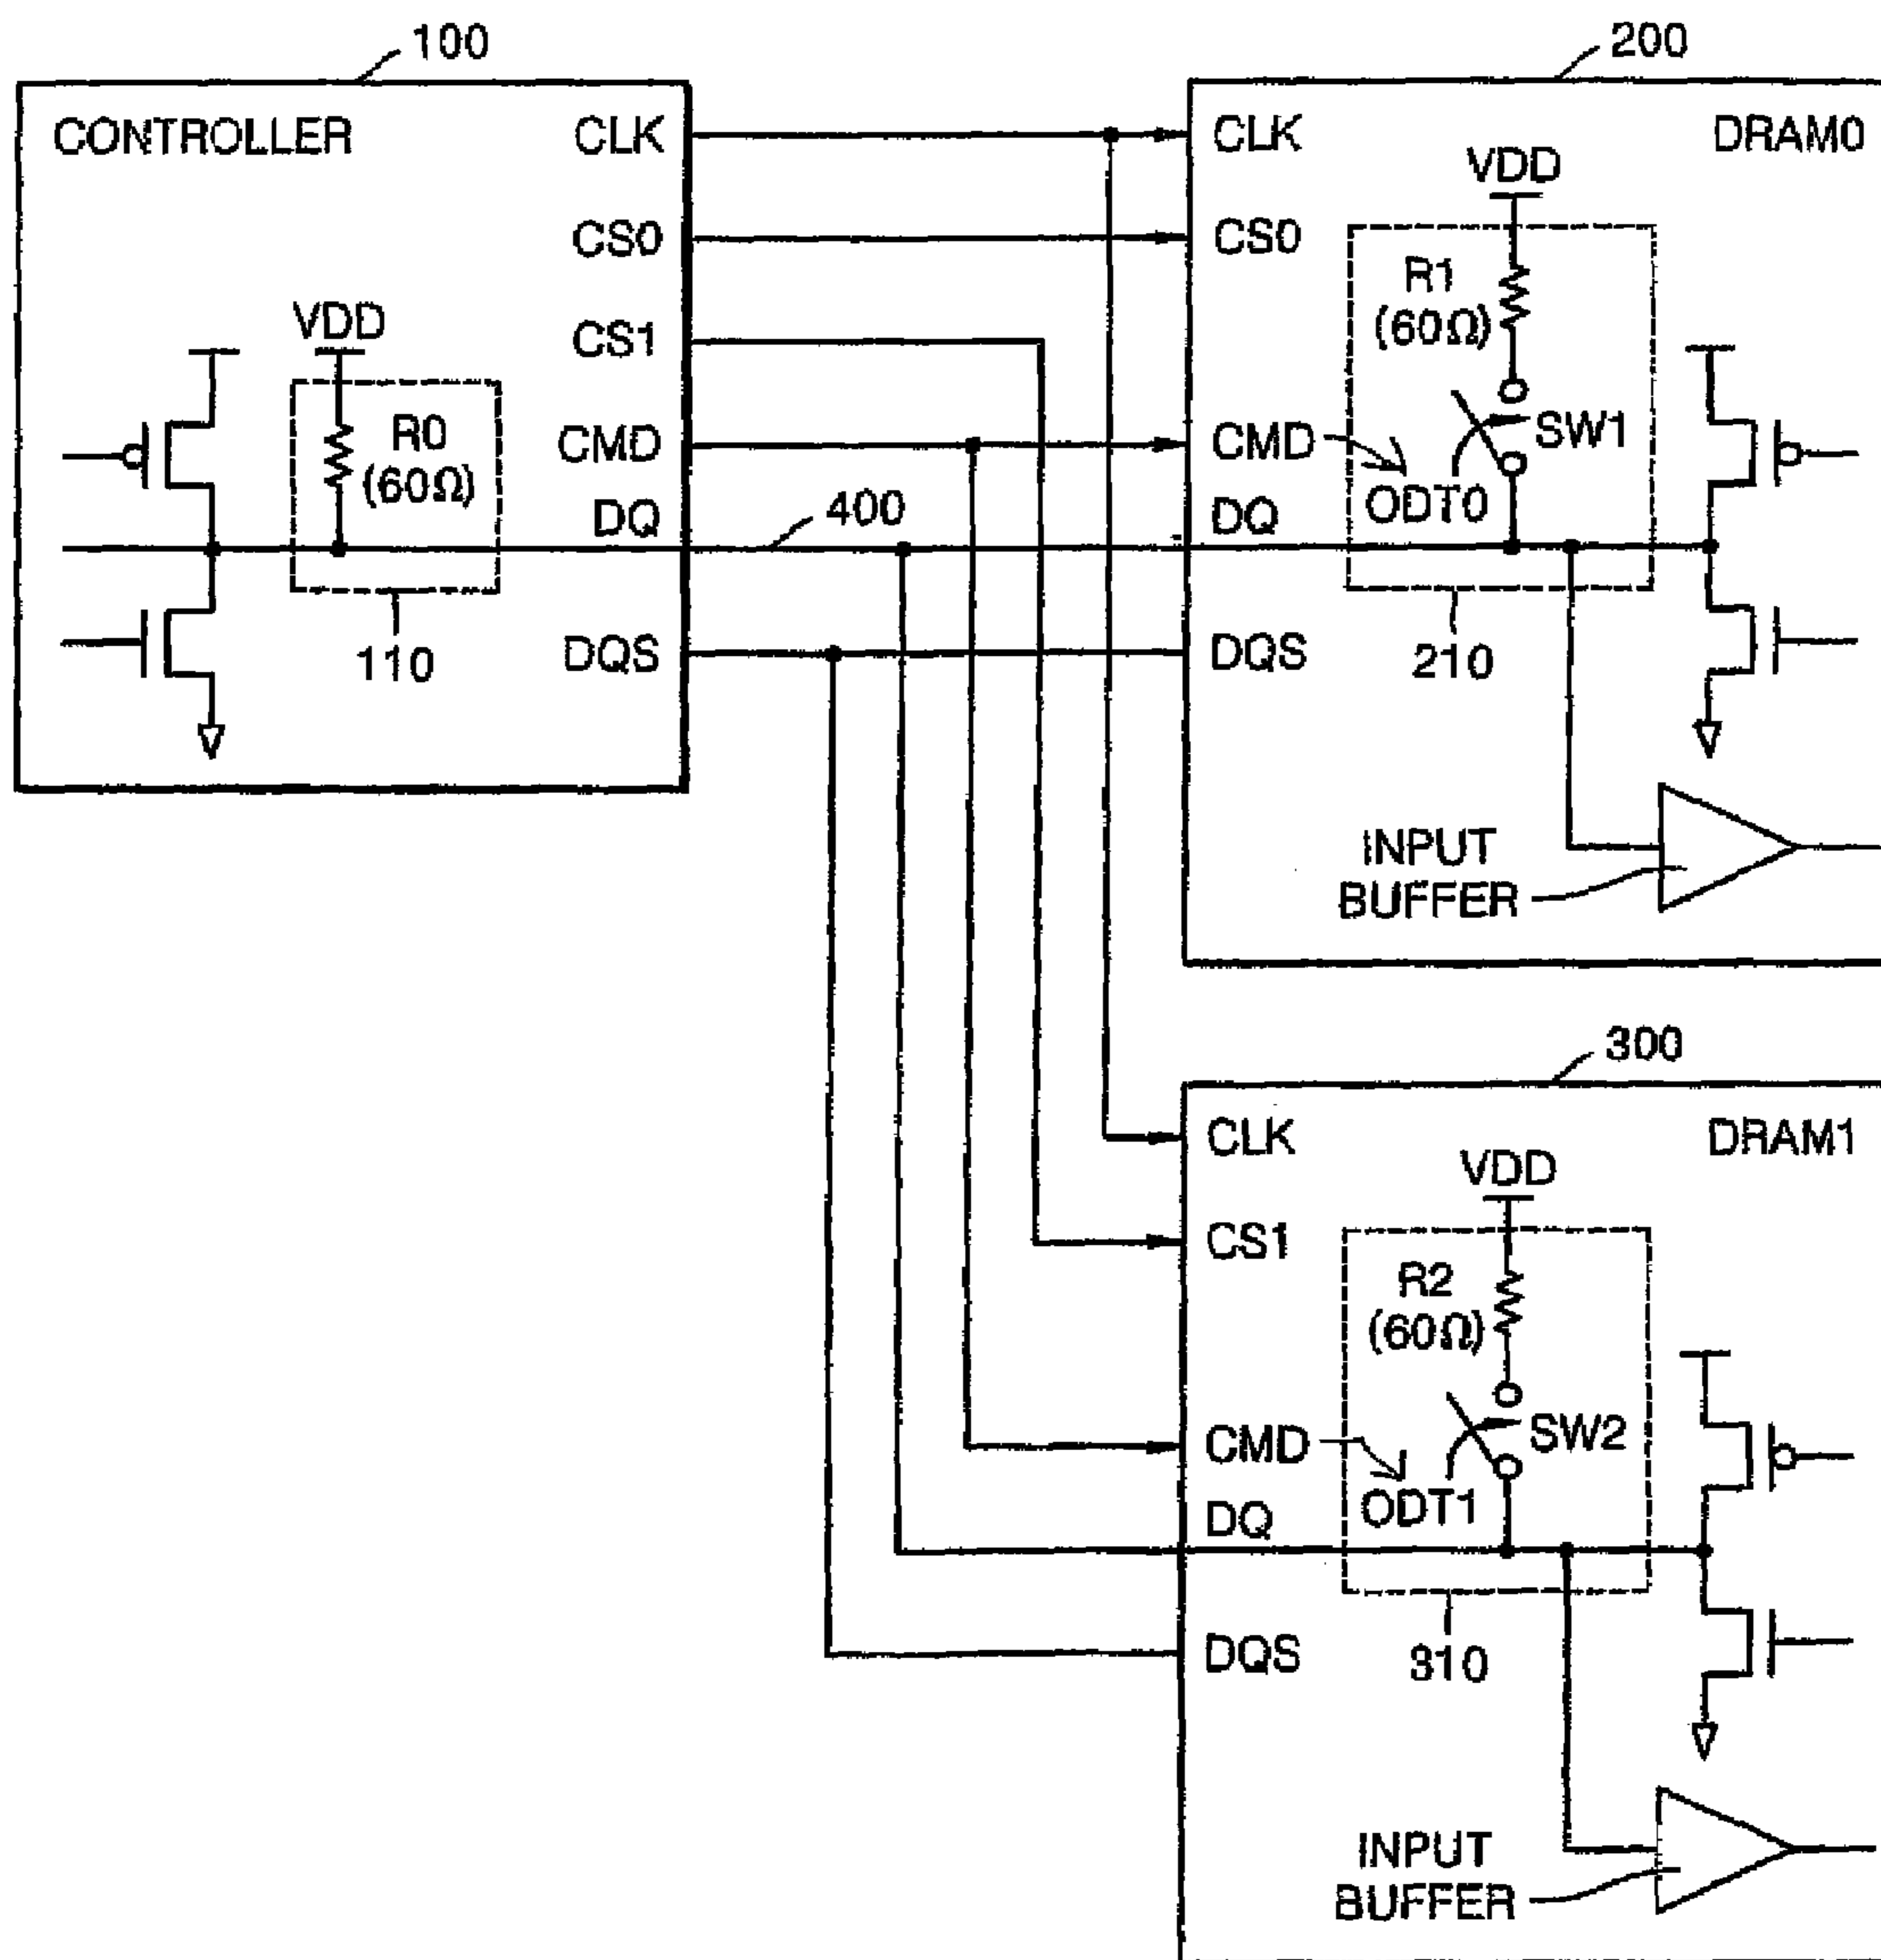 100
CONTROLLER
CLK
CS0
CS1
CMD
DQ
DQS
VDD
R0
(60Ω)
110
400
200
CLK
DRAM0
CS0
VDD
R1
(60Ω)
SW1
CMD
ODT0
DQ
DQS
210
INPUT
BUFFER
300
CLK
DRAM1
CS1
VDD
R2
(60Ω)
SW2
CMD
ODT1
DQ
DQS
310
INPUT
BUFFER